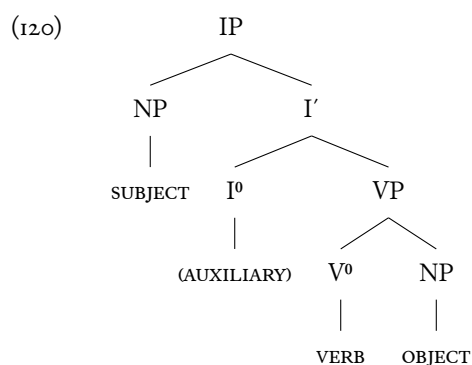 (120) IP
NP I′
SUBJECT I⁰ VP
(AUXILIARY) V⁰ NP
VERB OBJECT